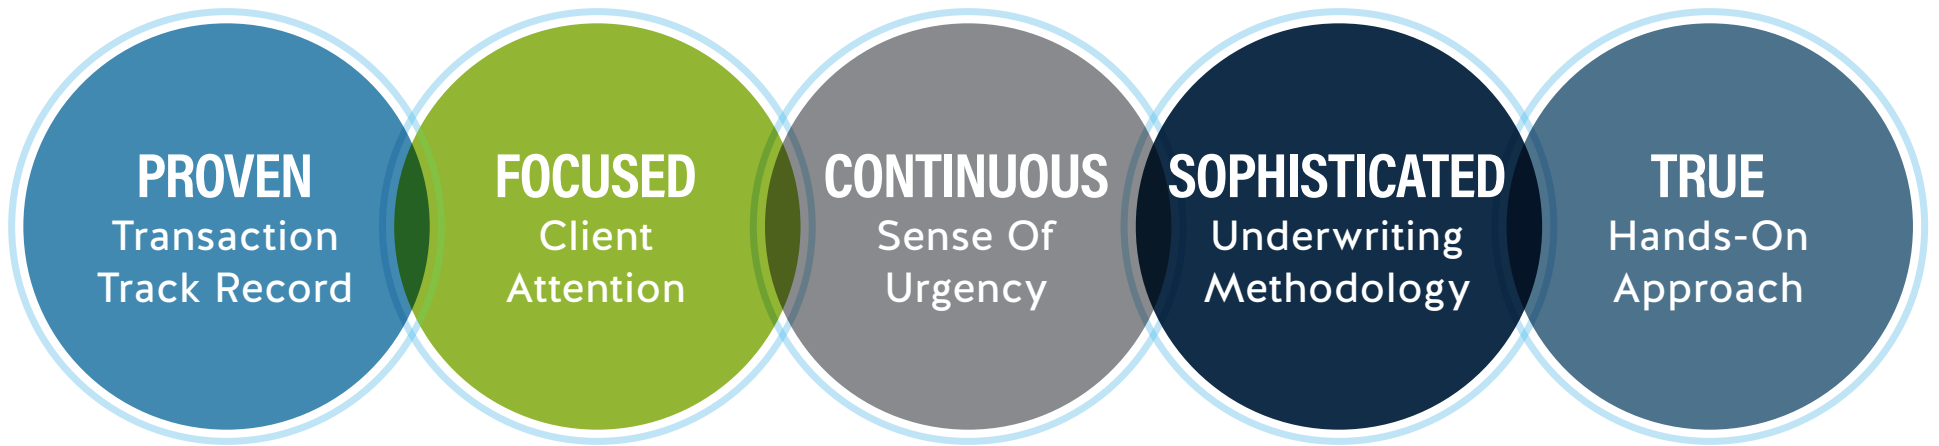 PROVEN
Transaction
Track Record
FOCUSED
Client
Attention
CONTINUOUS
Sense Of
Urgency
SOPHISTICATED
Underwriting
Methodology
TRUE
Hands-On
Approach